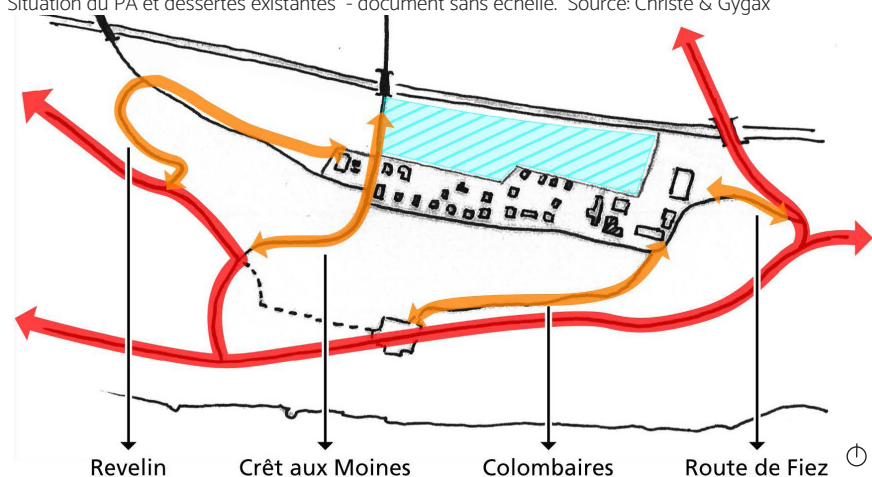 Situation du PA et dessertes existantes - document sans échelle. Source: Christe & Gygax
Revelin
Crêt aux Moines
Colombaires
Route de Fiez